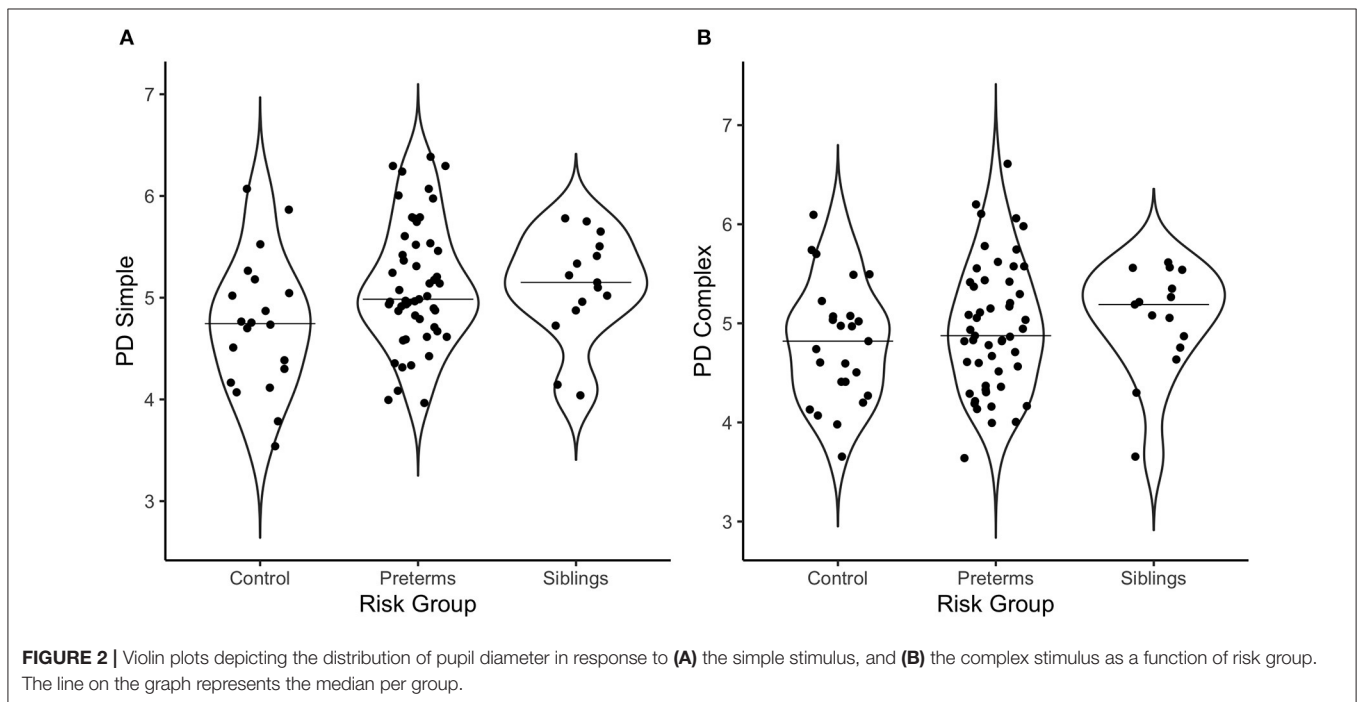 A
B
7
6
5
4
3
PD Simple
Control
Preterms
Siblings
Risk Group
7
6
5
4
3
PD Complex
Control
Preterms
Siblings
Risk Group
FIGURE 2 | Violin plots depicting the distribution of pupil diameter in response to (A) the simple stimulus, and (B) the complex stimulus as a function of risk group.
The line on the graph represents the median per group.